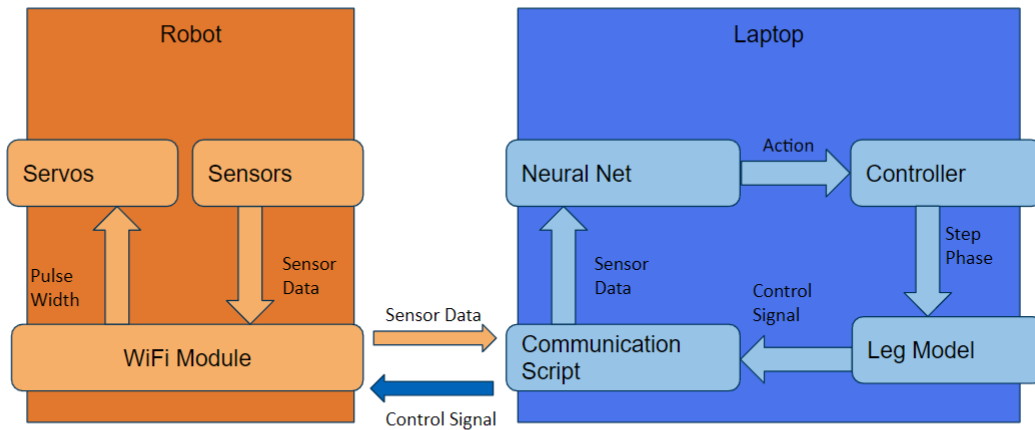 Robot
Laptop
Servos
Sensors
Neural Net
Action
Controller
Pulse
Width
Sensor
Data
Sensor
Data
Step
Phase
Control
Signal
WiFi Module
Sensor Data
Control Signal
Communication
Script
Leg Model